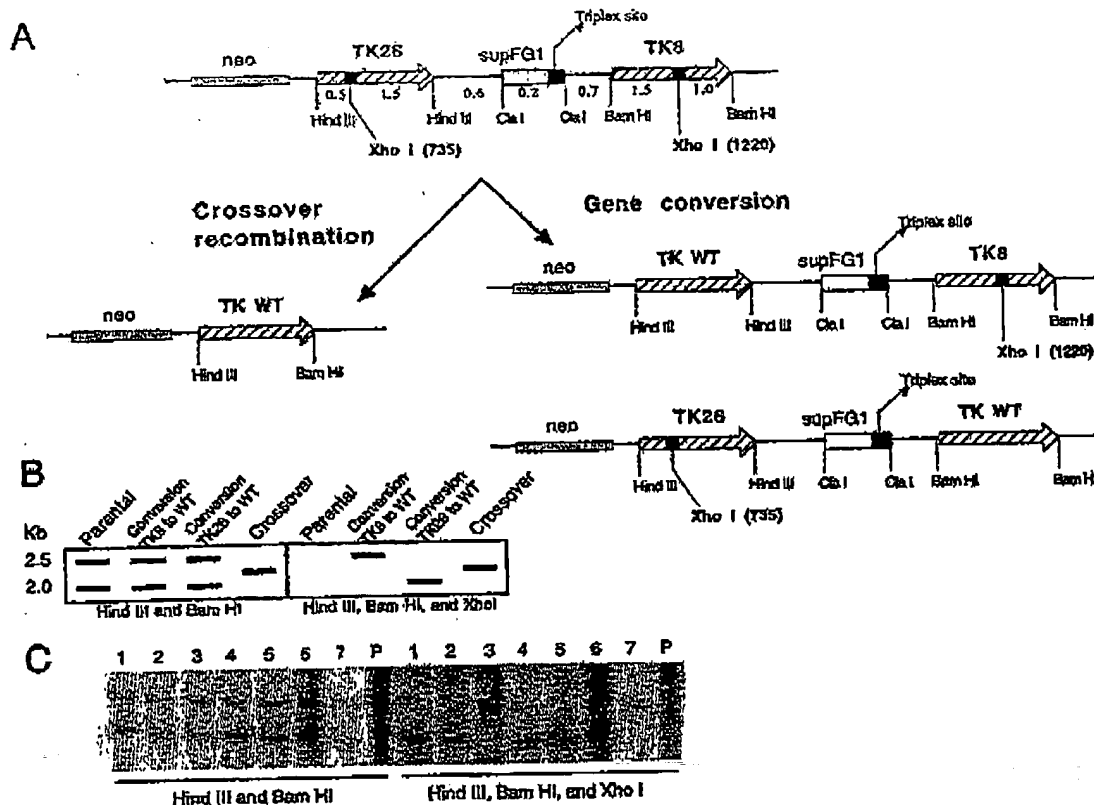 A
Triplex site
neo
TK26
supFG1
TK8
0.5
1.5
0.6
0.2
0.7
1.5
1.0
Hind III
Hind III
Cla I
Cla I
Bam HI
Bam HI
Xho I (735)
Xho I (1220)
Crossover
recombination
Gene conversion
Triplex site
neo
TK WT
supFG1
TK8
Hind III
Hind III
Cla I
Cla I
Bam HI
Bam HI
Xho I (1220)
neo
TK WT
Hind III
Bam HI
Triplex site
neo
TK26
supFG1
TK WT
Hind III
Hind III
Cla I
Cla I
Bam HI
Bam HI
Xho I (735)
B
Kb
Parental
Conversion
TK8 to WT
Conversion
TK26 to WT
Crossover
Parental
Conversion
TK8 to WT
Conversion
TK26 to WT
Crossover
2.5
2.0
Hind III and Bam HI
Hind III, Bam HI, and XhoI
C
1 2 3 4 5 6 7 P 1 2 3 4 5 6 7 P
Hind III and Bam HI
Hind III, Bam HI, and Xho I